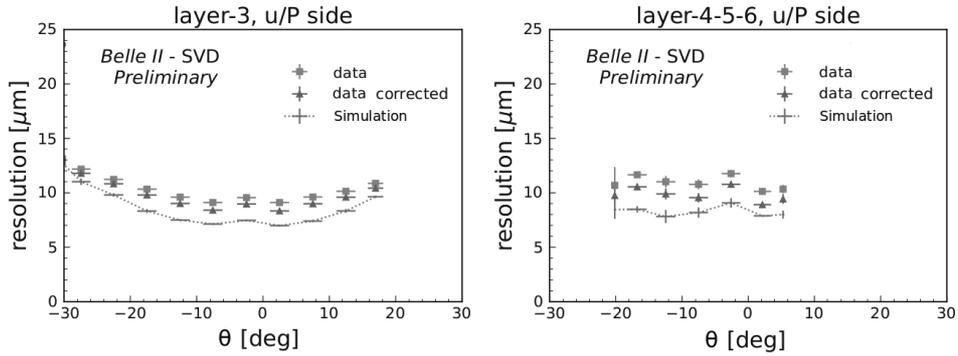 layer-3, u/P side
Belle II - SVD
Preliminary
data
data corrected
Simulation
resolution [μm]
25
20
15
10
5
0
−30 −20 −10 0 10 20 30
θ [deg]
layer-4-5-6, u/P side
Belle II - SVD
Preliminary
data
data corrected
Simulation
resolution [μm]
25
20
15
10
5
0
−30 −20 −10 0 10 20 30
θ [deg]